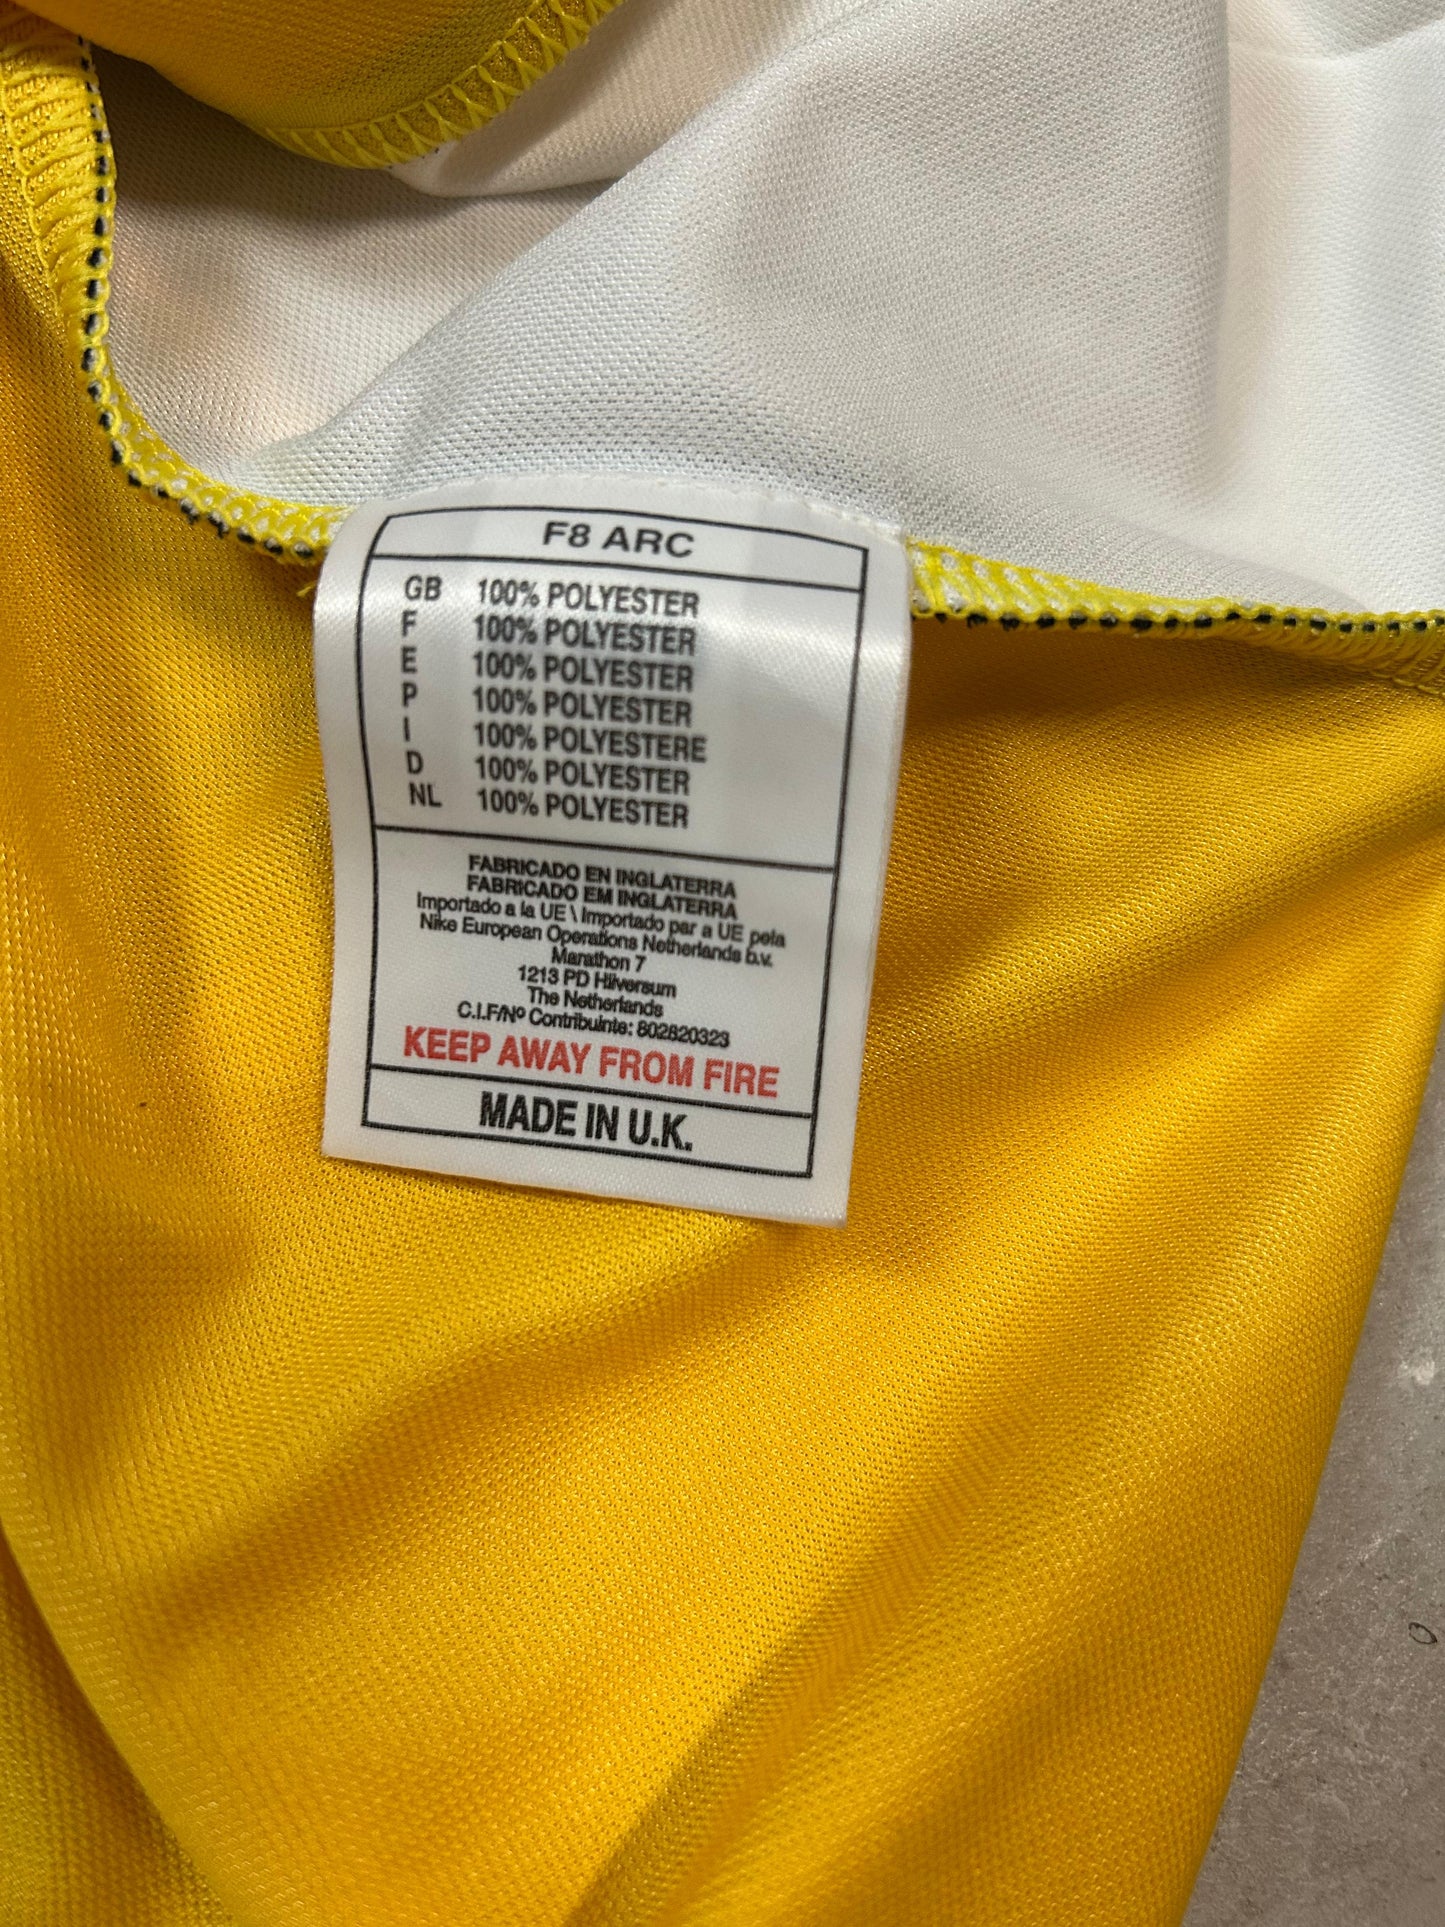 F8 ARC
GB 100% POLYESTER
F 100% POLYESTER
E 100% POLYESTER
P 100% POLYESTER
I 100% POLYESTERE
D 100% POLYESTER
NL 100% POLYESTER
FABRICADO EN INGLATERRA
FABRICADO EM INGLATERRA
Importado a la UE \ Importado par a UE pela
Nike European Operations Netherlands b.v.
Marathon 7
1213 PD Hilversum
The Netherlands
C.I.F/Nº Contribuinte: 802820323
KEEP AWAY FROM FIRE
MADE IN U.K.